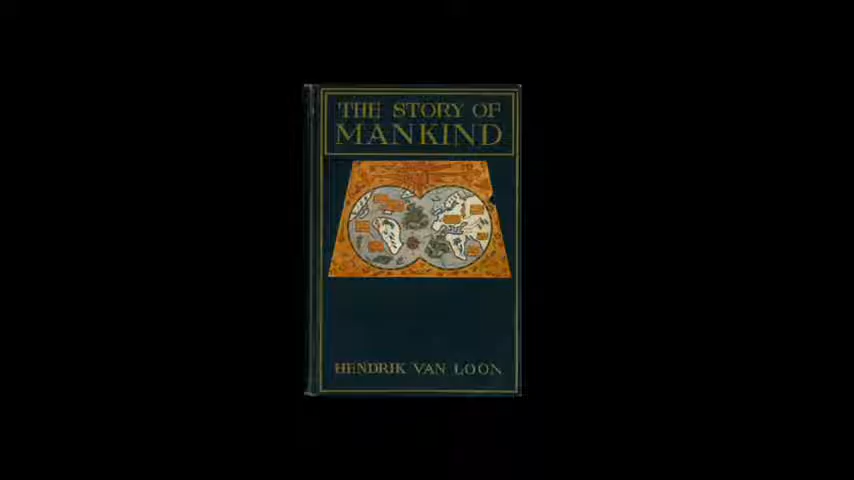 THE STORY OF
MANKIND
HENDRIK VAN LOON